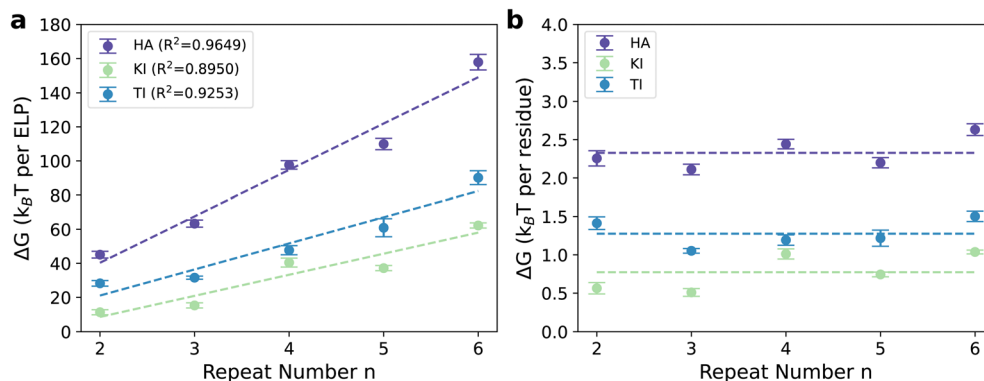 a
180
160
140
120
100
80
60
40
20
0
ΔG (k_BT per ELP)
HA (R²=0.9649)
KI (R²=0.8950)
TI (R²=0.9253)
2 3 4 5 6
Repeat Number n
b
4.0
3.5
3.0
2.5
2.0
1.5
1.0
0.5
0.0
ΔG (k_BT per residue)
HA
KI
TI
2 3 4 5 6
Repeat Number n